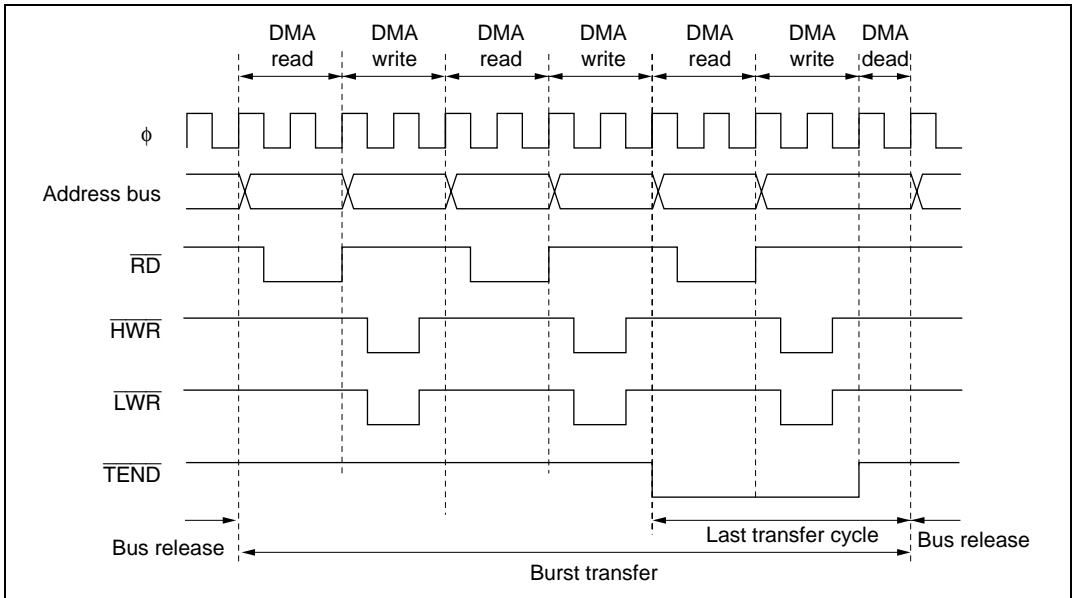 DMA DMA DMA DMA DMA DMA DMA
read write read write read write dead
φ
Address bus
RD
HWR
LWR
TEND
Last transfer cycle
Bus release
Bus release
Burst transfer